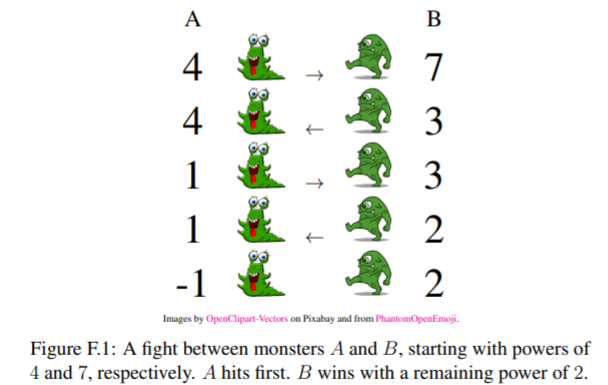 A B
4 → 7
4 ← 3
1 → 3
1 ← 2
-1 2
Images by OpenClipart-Vectors on Pixabay and from PhantomOpenEmoji.
Figure F.1: A fight between monsters A and B, starting with powers of
4 and 7, respectively. A hits first. B wins with a remaining power of 2.